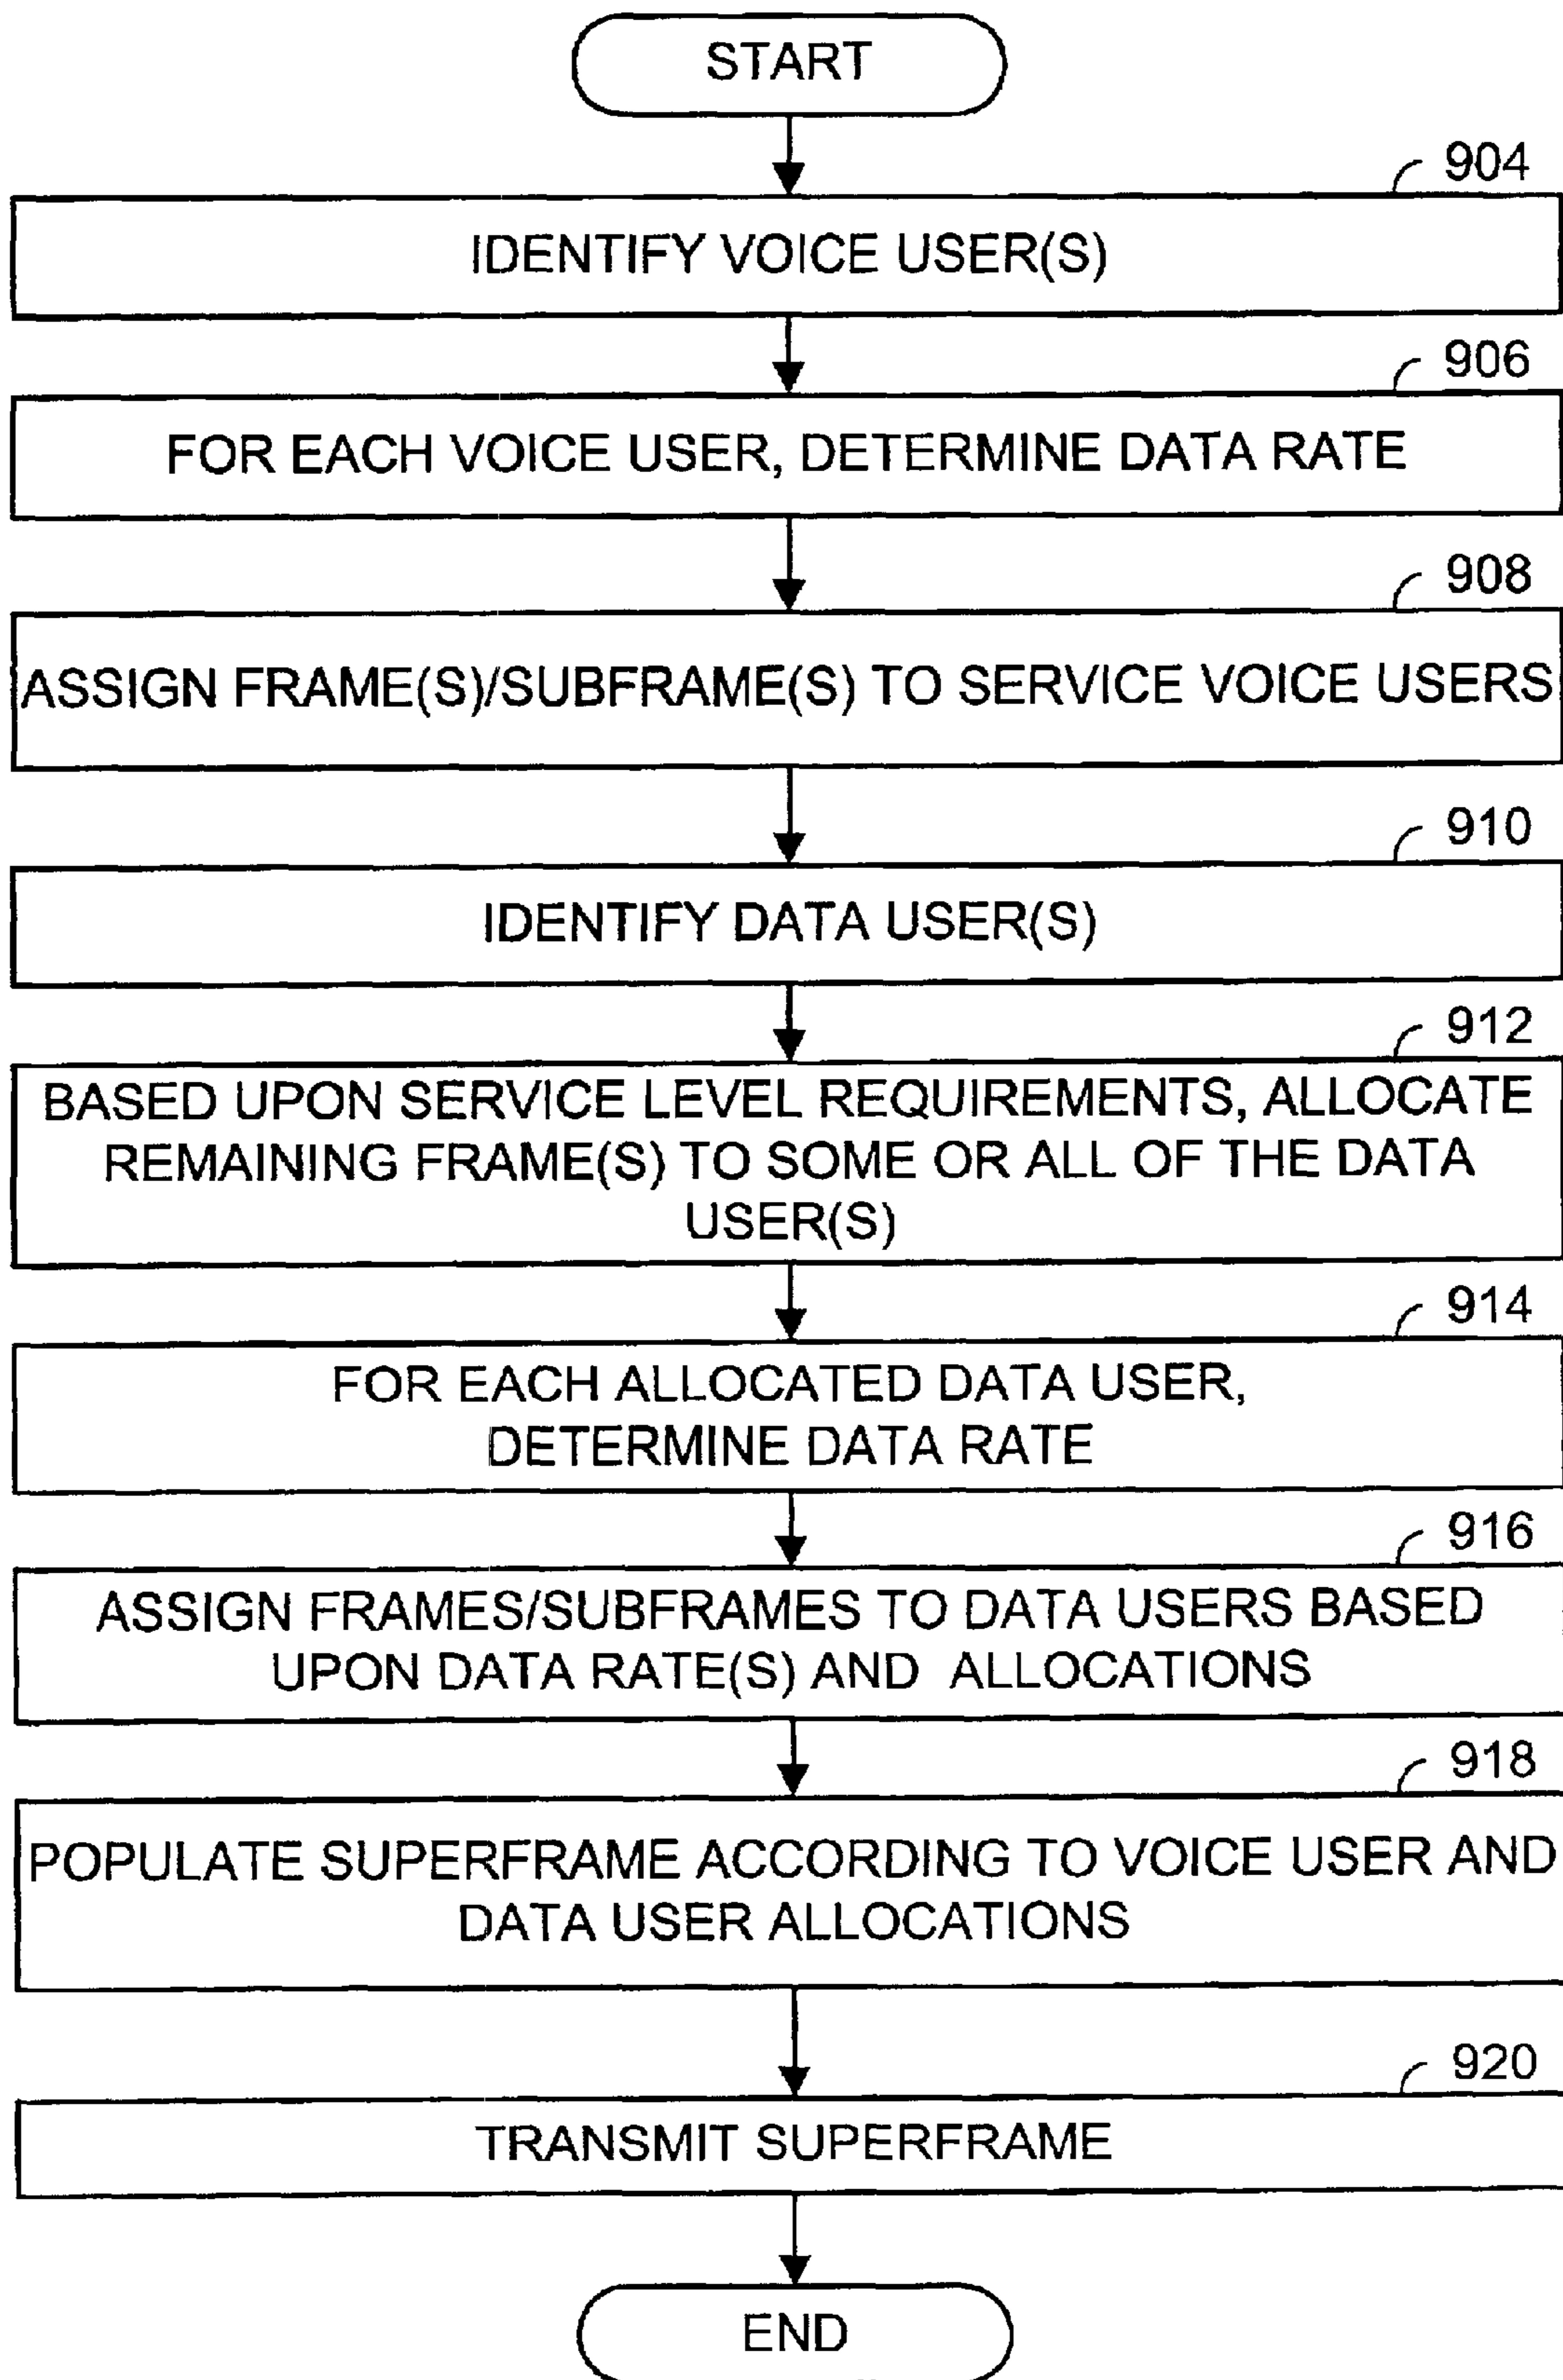 START
904
IDENTIFY VOICE USER(S)
906
FOR EACH VOICE USER, DETERMINE DATA RATE
908
ASSIGN FRAME(S)/SUBFRAME(S) TO SERVICE VOICE USERS
910
IDENTIFY DATA USER(S)
912
BASED UPON SERVICE LEVEL REQUIREMENTS, ALLOCATE
REMAINING FRAME(S) TO SOME OR ALL OF THE DATA
USER(S)
914
FOR EACH ALLOCATED DATA USER,
DETERMINE DATA RATE
916
ASSIGN FRAMES/SUBFRAMES TO DATA USERS BASED
UPON DATA RATE(S) AND ALLOCATIONS
918
POPULATE SUPERFRAME ACCORDING TO VOICE USER AND
DATA USER ALLOCATIONS
920
TRANSMIT SUPERFRAME
END